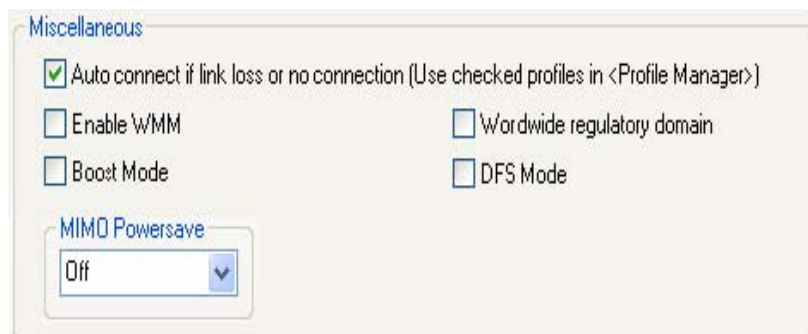 Miscellaneous
Auto connect if link loss or no connection (Use checked profiles in <Profile Manager>)
Enable WMM
Wordwide regulatory domain
Boost Mode
DFS Mode
MIMO Powersave
Off